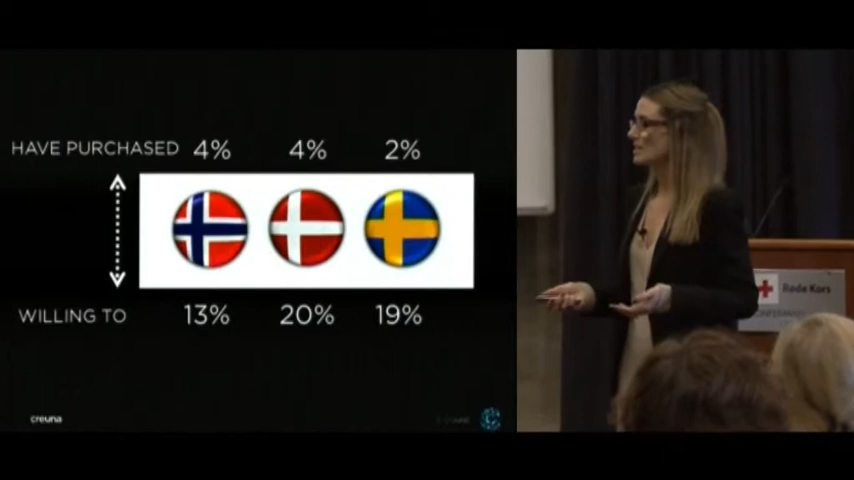 HAVE PURCHASED 4% 4% 2%
WILLING TO 13% 20% 19%
creuna
Røde Kors